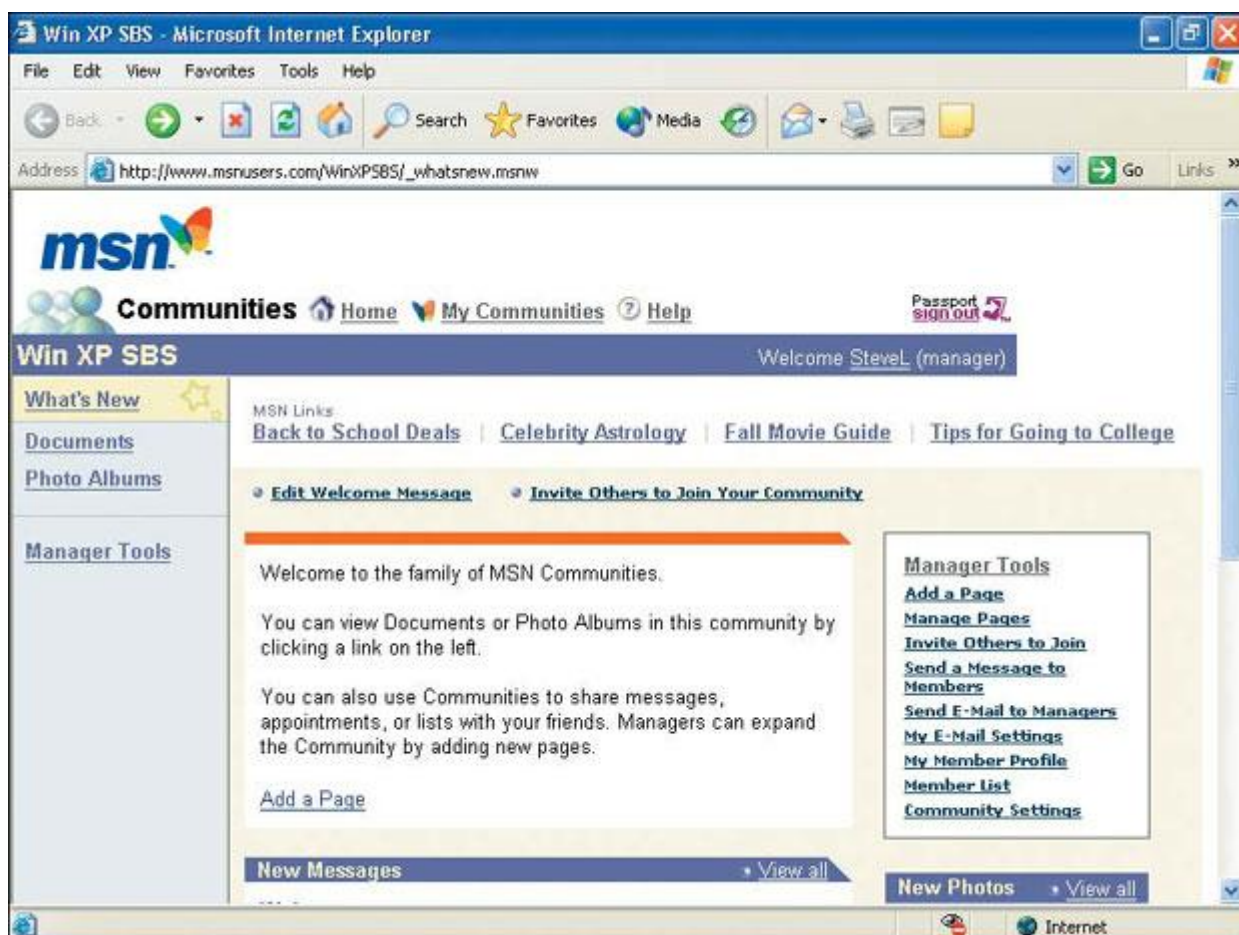 Win XP SBS - Microsoft Internet Explorer
File Edit View Favorites Tools Help
Back Search Favorites Media
Address http://www.msnusers.com/WinXPSBS/_whatsnew.msnw Go Links »
msn
Communities Home My Communities ? Help
Passport
sign out
Win XP SBS
Welcome SteveL (manager)
What's New
Documents
Photo Albums
Manager Tools
MSN Links
Back to School Deals | Celebrity Astrology | Fall Movie Guide | Tips for Going to College
Edit Welcome Message Invite Others to Join Your Community
Welcome to the family of MSN Communities.
You can view Documents or Photo Albums in this community by
clicking a link on the left.
You can also use Communities to share messages,
appointments, or lists with your friends. Managers can expand
the Community by adding new pages.
Add a Page
Manager Tools
Add a Page
Manage Pages
Invite Others to Join
Send a Message to
Members
Send E-Mail to Managers
My E-Mail Settings
My Member Profile
Member List
Community Settings
New Messages View all
New Photos View all
Internet